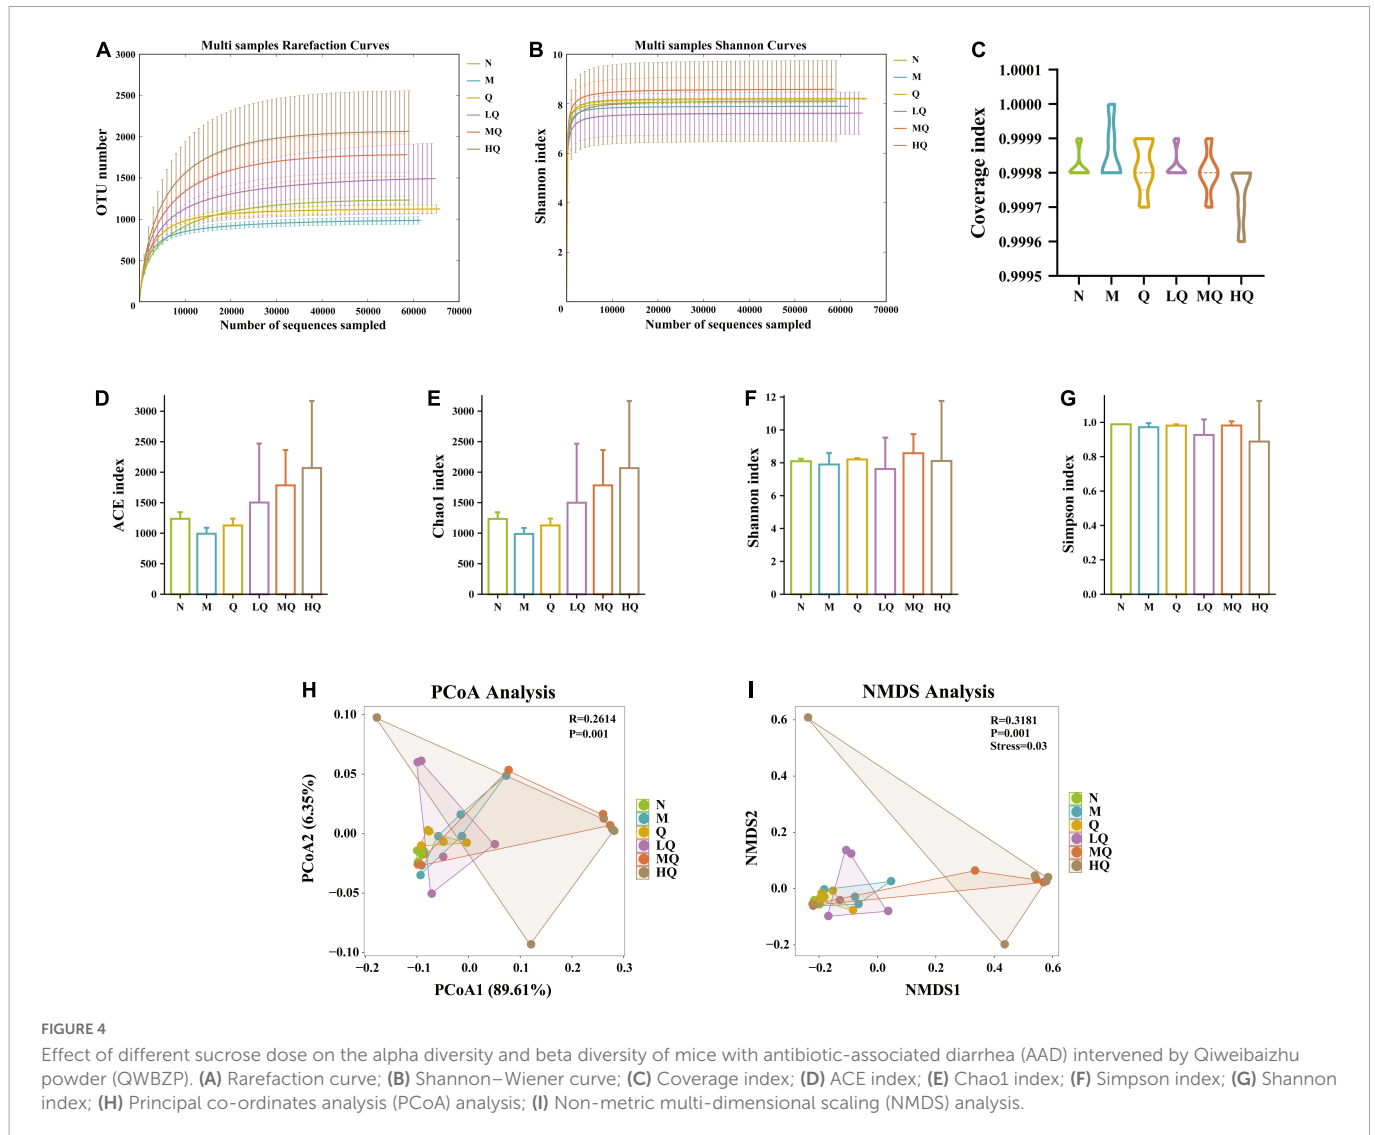 A
Multi samples Rarefaction Curves
OTU number
3000
2500
2000
1500
1000
500
0
10000 20000 30000 40000 50000 60000 70000
Number of sequences sampled
N
M
Q
LQ
MQ
HQ
B
Multi samples Shannon Curves
Shannon index
10
8
6
4
2
0
10000 20000 30000 40000 50000 60000 70000
Number of sequences sampled
N
M
Q
LQ
MQ
HQ
C
Coverage index
1.0001
1.0000
0.9999
0.9998
0.9997
0.9996
0.9995
N M Q LQ MQ HQ
D
ACE index
3000
2500
2000
1500
1000
500
0
N M Q LQ MQ HQ
E
Chao1 index
3000
2500
2000
1500
1000
500
0
N M Q LQ MQ HQ
F
Shannon index
12
10
8
6
4
2
0
N M Q LQ MQ HQ
G
Simpson index
1.0
0.8
0.6
0.4
0.2
0.0
N M Q LQ MQ HQ
H
PCoA Analysis
R=0.2614
P=0.001
PCoA2 (6.35%)
0.10
0.05
0.00
−0.05
−0.10
−0.2 −0.1 0.0 0.1 0.2 0.3
PCoA1 (89.61%)
N
M
Q
LQ
MQ
HQ
I
NMDS Analysis
R=0.3181
P=0.001
Stress=0.03
NMDS2
0.6
0.4
0.2
0.0
−0.2
−0.2 0.0 0.2 0.4 0.6
NMDS1
N
M
Q
LQ
MQ
HQ
FIGURE 4
Effect of different sucrose dose on the alpha diversity and beta diversity of mice with antibiotic-associated diarrhea (AAD) intervened by Qiweibaizhu
powder (QWBZP). (A) Rarefaction curve; (B) Shannon–Wiener curve; (C) Coverage index; (D) ACE index; (E) Chao1 index; (F) Simpson index; (G) Shannon
index; (H) Principal co-ordinates analysis (PCoA) analysis; (I) Non-metric multi-dimensional scaling (NMDS) analysis.